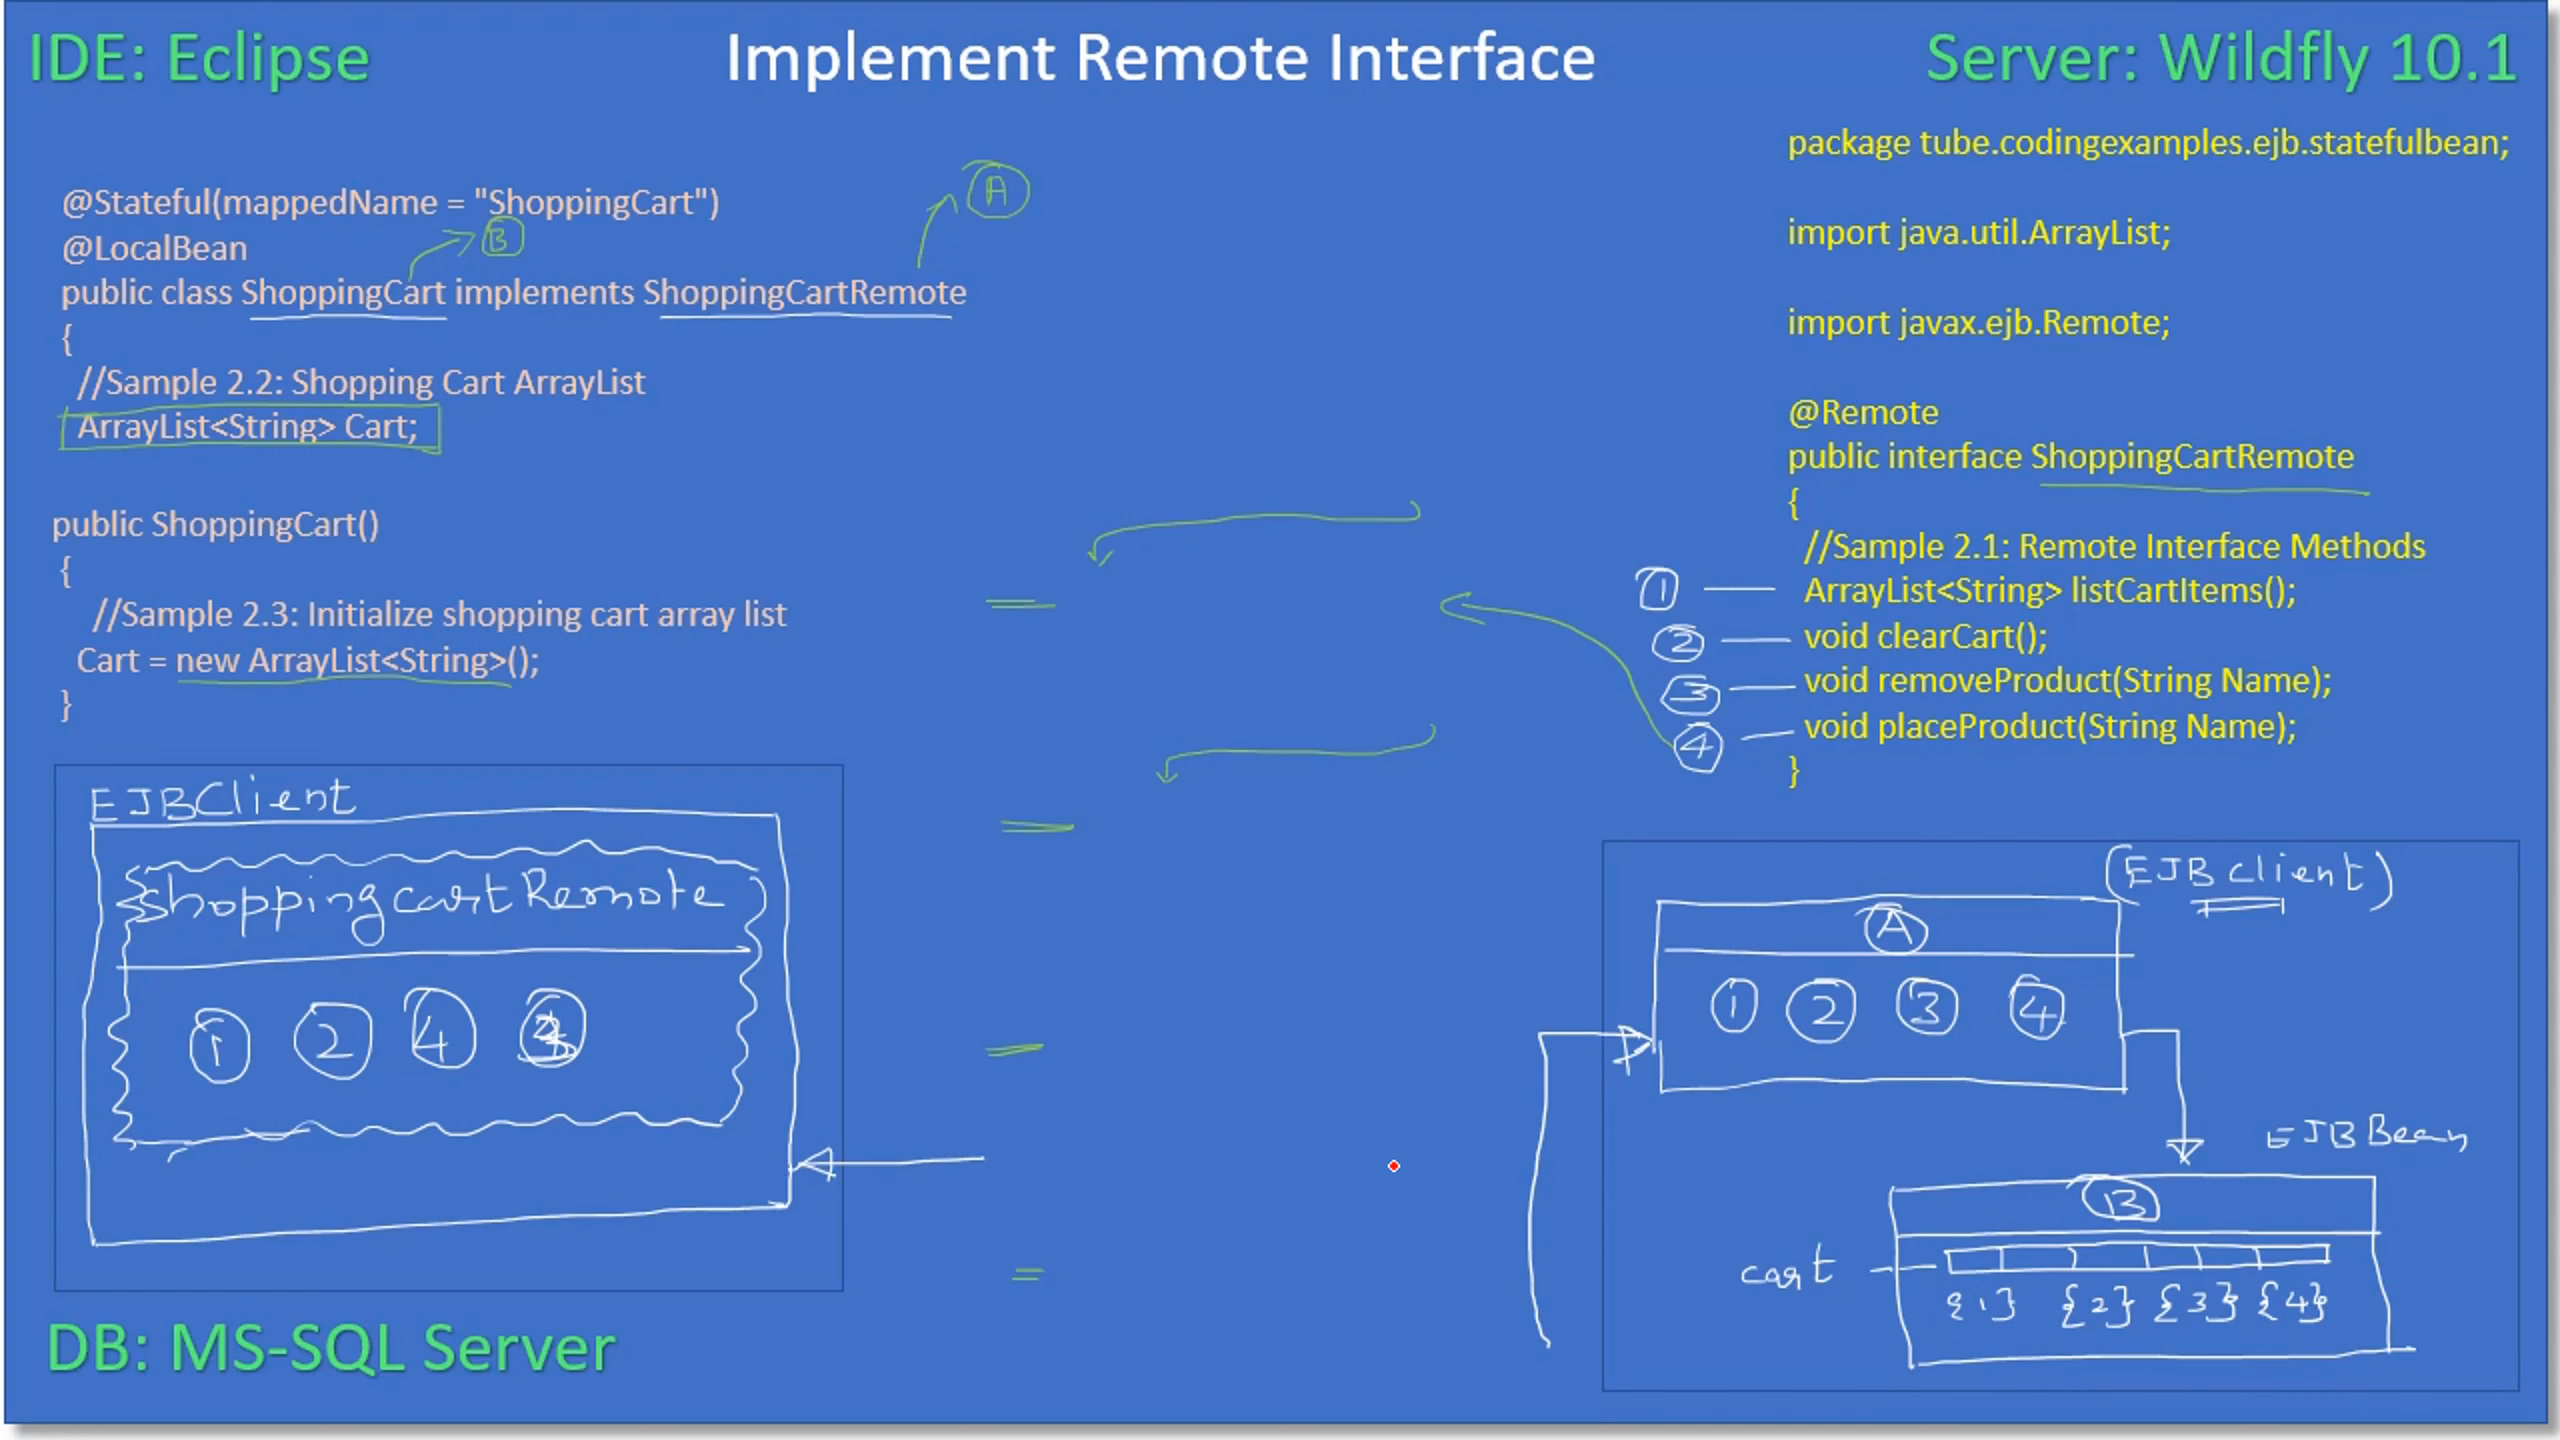 IDE: Eclipse
Implement Remote Interface
Server: Wildfly 10.1
@Stateful(mappedName = "ShoppingCart")
@LocalBean
B
A
public class ShoppingCart implements ShoppingCartRemote
{
//Sample 2.2: Shopping Cart ArrayList
ArrayList<String> Cart;
public ShoppingCart()
{
//Sample 2.3: Initialize shopping cart array list
Cart = new ArrayList<String>();
}
package tube.codingexamples.ejb.statefulbean;
import java.util.ArrayList;
import javax.ejb.Remote;
@Remote
public interface ShoppingCartRemote
{
//Sample 2.1: Remote Interface Methods
1 ArrayList<String> listCartItems();
2 void clearCart();
3 void removeProduct(String Name);
4 void placeProduct(String Name);
}
EJBClient
ShoppingcartRemote
1 2 4 3
(EJB client)
A
1 2 3 4
EJB Bean
B
cart
{1} {2} {3} {4}
DB: MS-SQL Server